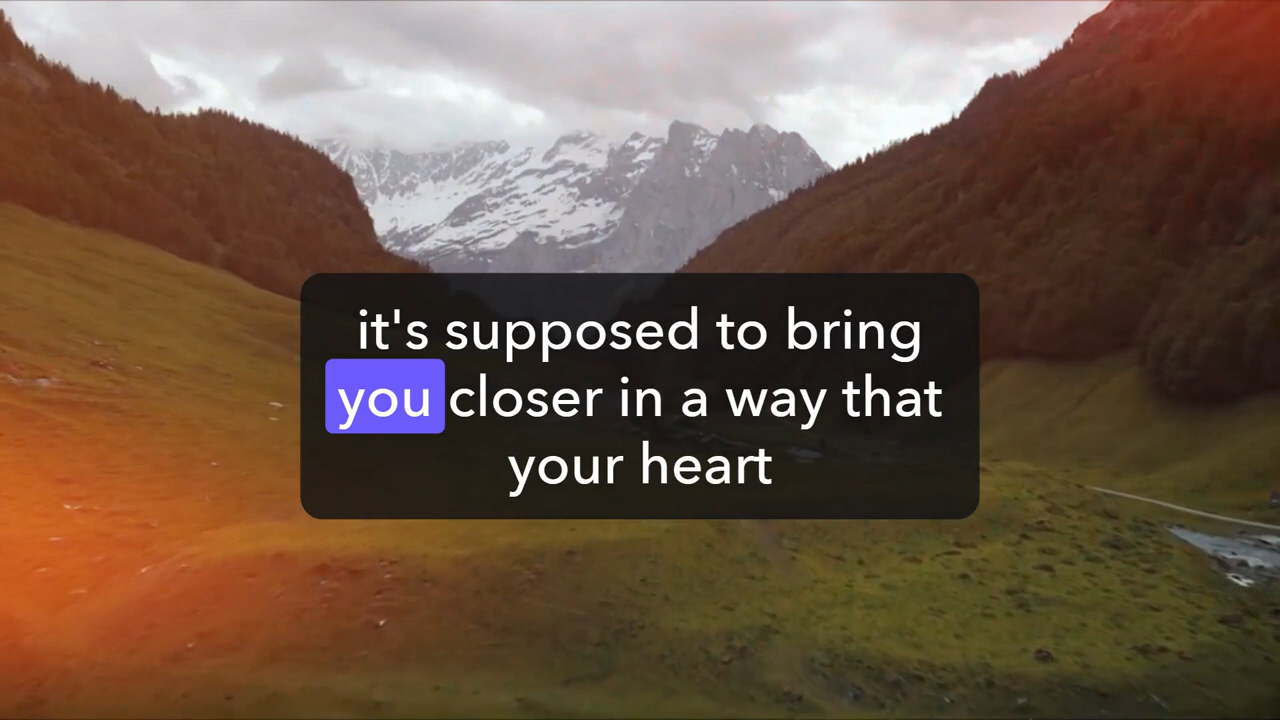 it's supposed to bring
you closer in a way that
your heart